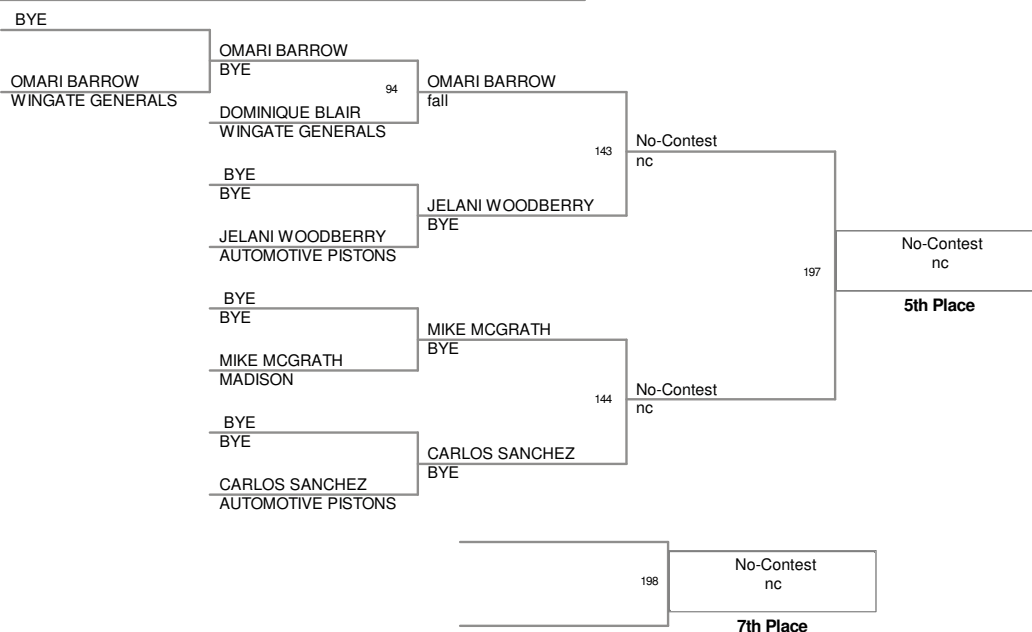 BYE
OMARI BARROW
WINGATE GENERALS
OMARI BARROW
BYE
94
DOMINIQUE BLAIR
WINGATE GENERALS
OMARI BARROW
fall
BYE
BYE
JELANI WOODBERRY
AUTOMOTIVE PISTONS
JELANI WOODBERRY
BYE
143
No-Contest
nc
BYE
BYE
MIKE MCGRATH
MADISON
MIKE MCGRATH
BYE
BYE
BYE
CARLOS SANCHEZ
AUTOMOTIVE PISTONS
CARLOS SANCHEZ
BYE
144
No-Contest
nc
197
No-Contest
nc
5th Place
198
No-Contest
nc
7th Place